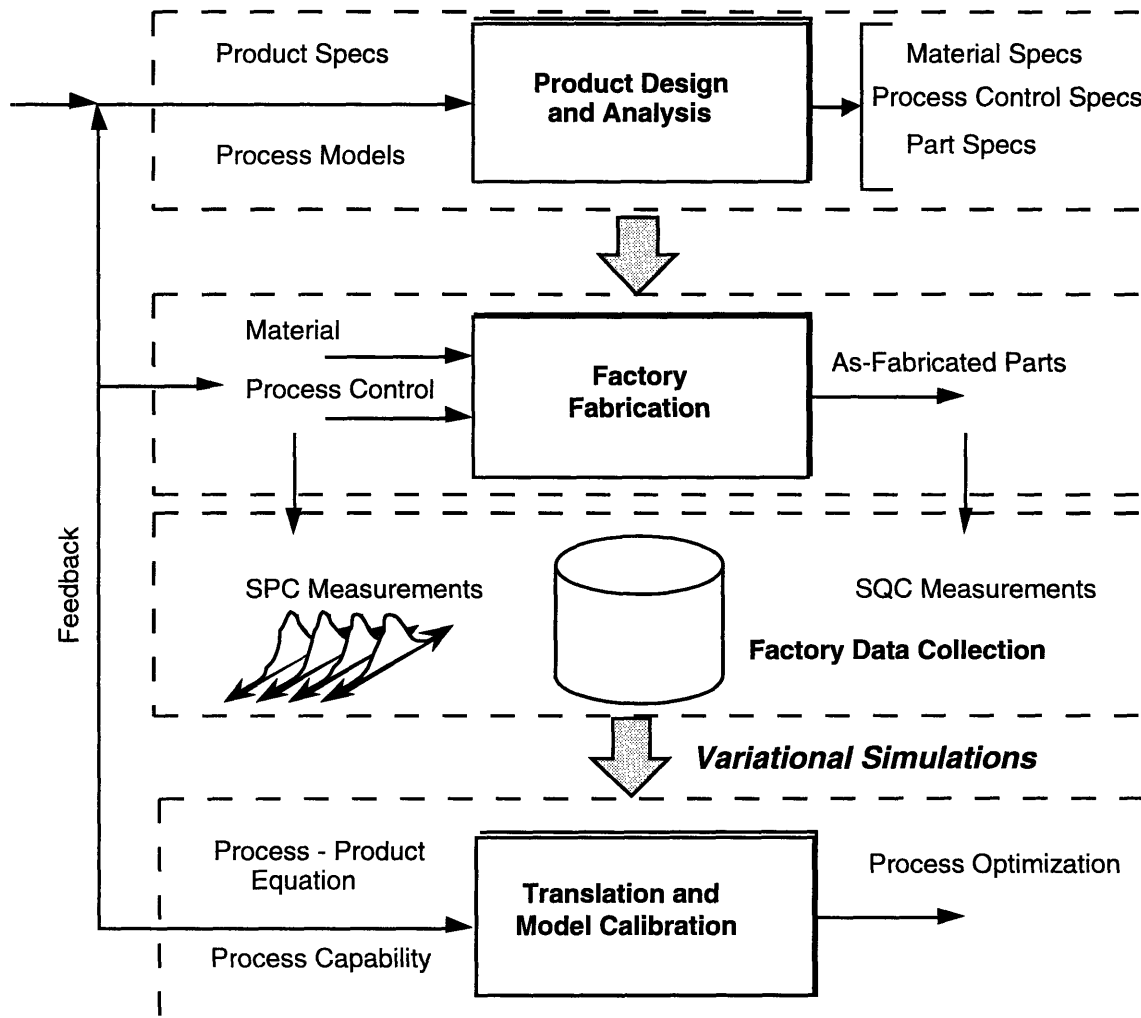 Product Specs
Process Models
Product Design
and Analysis
Material Specs
Process Control Specs
Part Specs
Material
Process Control
Factory
Fabrication
As-Fabricated Parts
Feedback
SPC Measurements
SQC Measurements
Factory Data Collection
Variational Simulations
Process - Product
Equation
Process Capability
Translation and
Model Calibration
Process Optimization